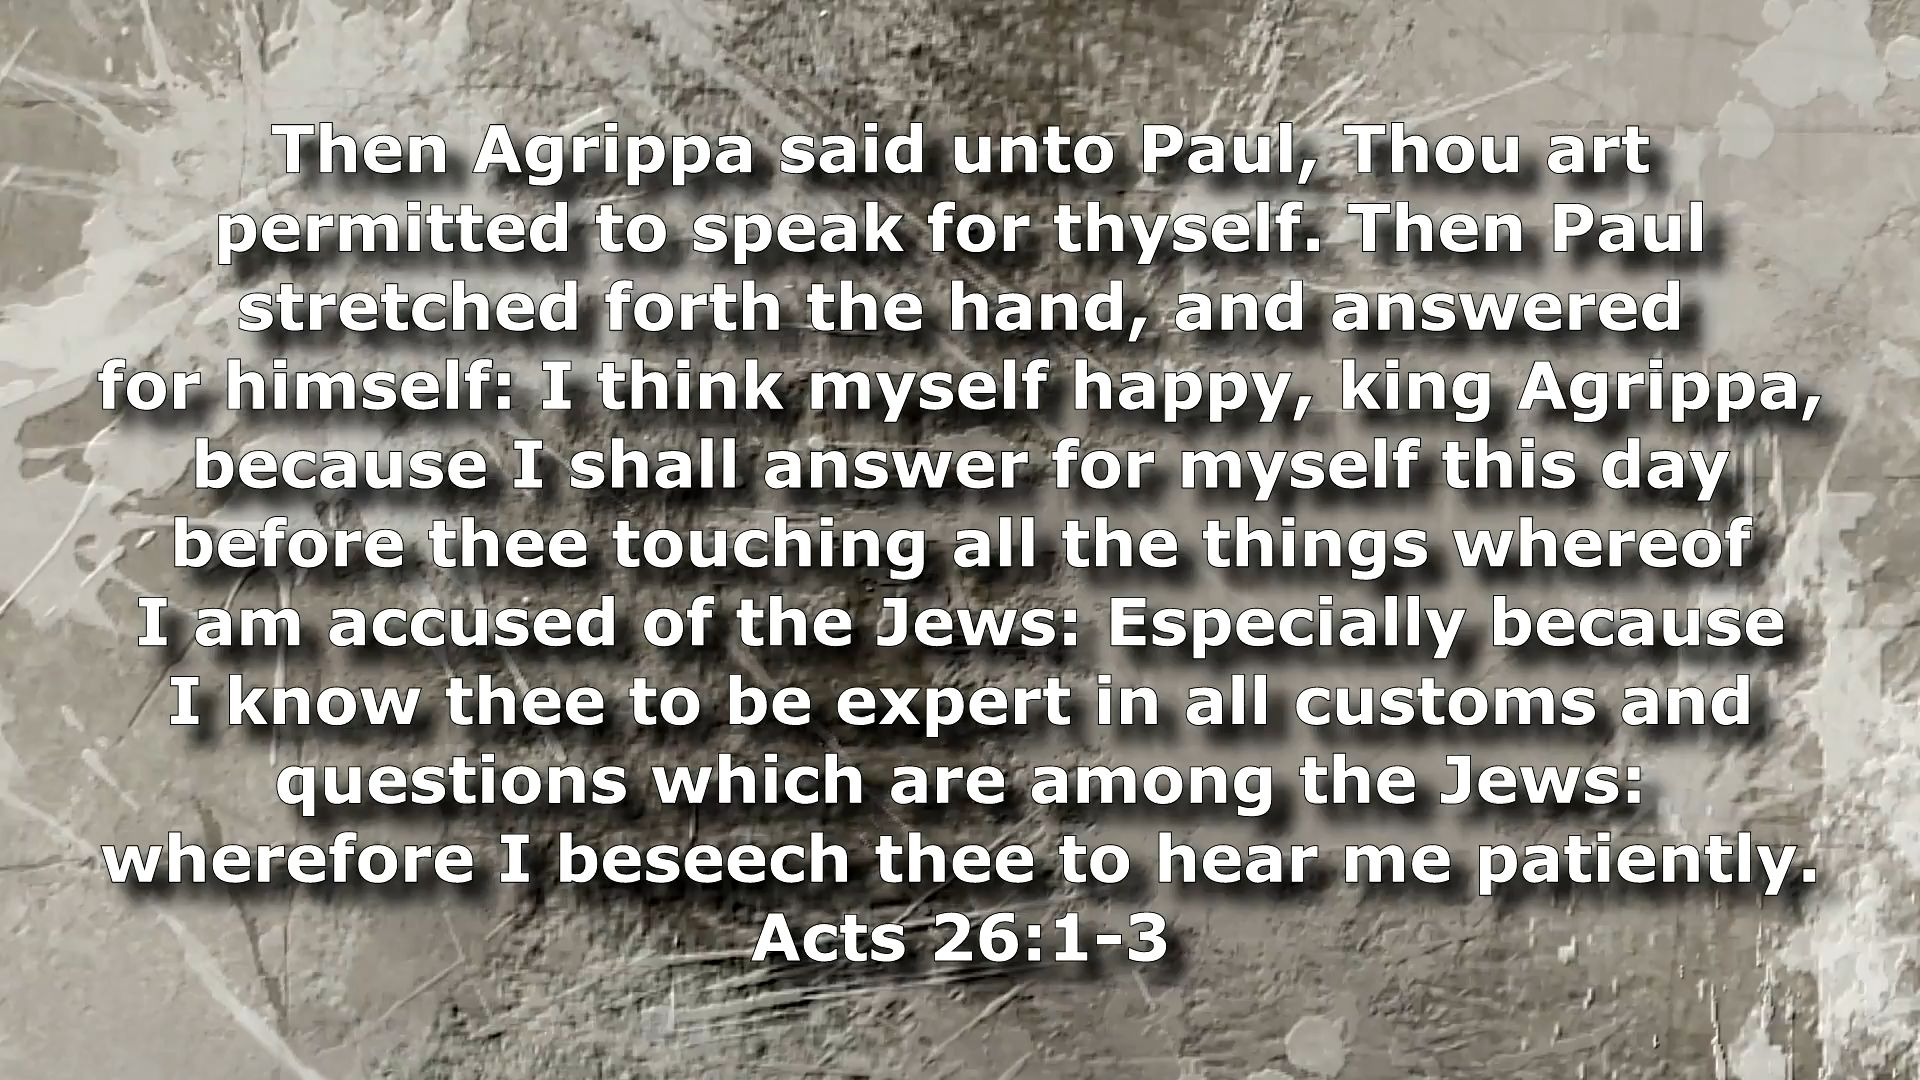 Then Agrippa said unto Paul, Thou art
permitted to speak for thyself. Then Paul
stretched forth the hand, and answered
for himself: I think myself happy, king Agrippa,
because I shall answer for myself this day
before thee touching all the things whereof
I am accused of the Jews: Especially because
I know thee to be expert in all customs and
questions which are among the Jews:
wherefore I beseech thee to hear me patiently.
Acts 26:1-3